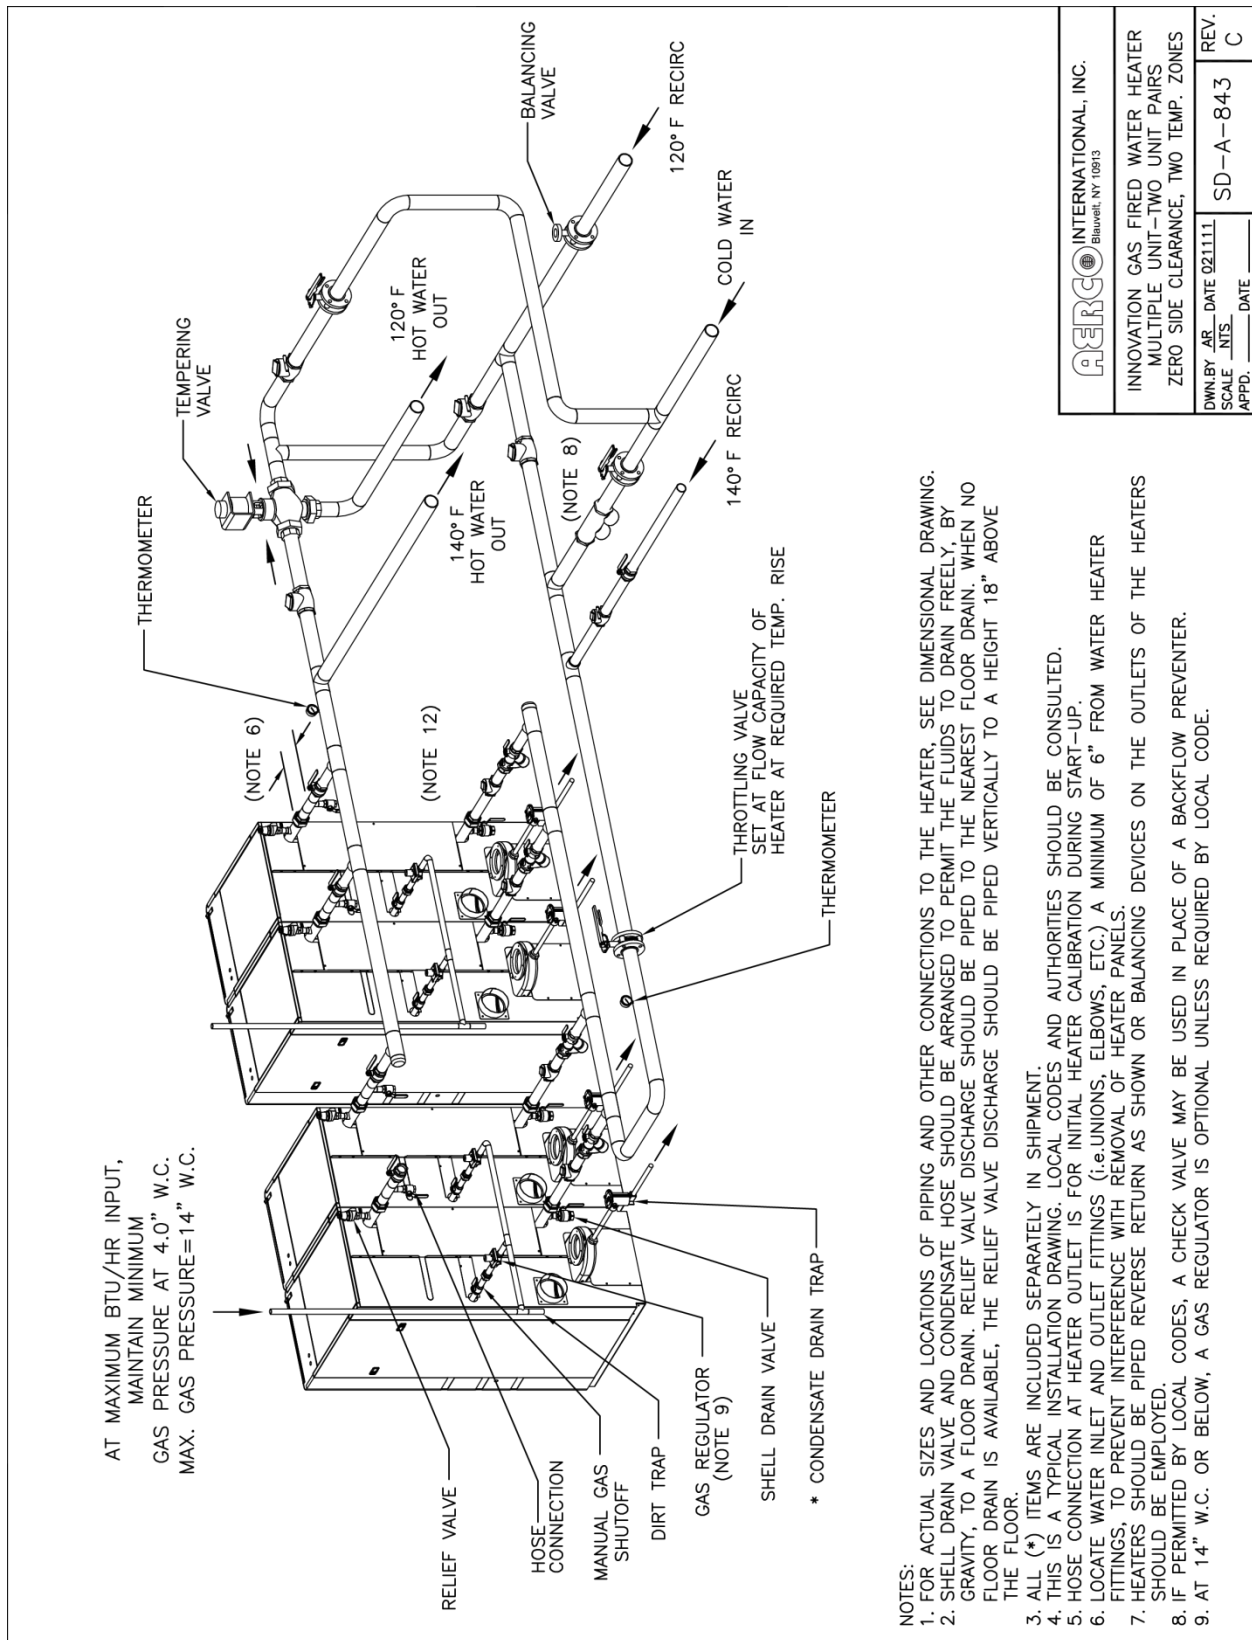 AT MAXIMUM BTU/HR INPUT,
MAINTAIN MINIMUM
GAS PRESSURE AT 4.0" W.C.
MAX. GAS PRESSURE=14" W.C.
RELIEF VALVE
HOSE
CONNECTION
MANUAL GAS
SHUTOFF
DIRT TRAP
GAS REGULATOR
(NOTE 9)
SHELL DRAIN VALVE
* CONDENSATE DRAIN TRAP
(NOTE 6)
THERMOMETER
TEMPERING
VALVE
(NOTE 12)
140° F
HOT WATER
OUT
120° F
HOT WATER
OUT
BALANCING
VALVE
120° F RECIRC
COLD WATER
IN
(NOTE 8)
140° F RECIRC
THROTTLING VALVE
SET AT FLOW CAPACITY OF
HEATER AT REQUIRED TEMP. RISE
THERMOMETER
NOTES:
1. FOR ACTUAL SIZES AND LOCATIONS OF PIPING AND OTHER CONNECTIONS TO THE HEATER, SEE DIMENSIONAL DRAWING.
2. SHELL DRAIN VALVE AND CONDENSATE HOSE SHOULD BE ARRANGED TO PERMIT THE FLUIDS TO DRAIN FREELY, BY
GRAVITY, TO A FLOOR DRAIN. RELIEF VALVE DISCHARGE SHOULD BE PIPED TO THE NEAREST FLOOR DRAIN. WHEN NO
FLOOR DRAIN IS AVAILABLE, THE RELIEF VALVE DISCHARGE SHOULD BE PIPED VERTICALLY TO A HEIGHT 18" ABOVE
THE FLOOR.
3. ALL (*) ITEMS ARE INCLUDED SEPARATELY IN SHIPMENT.
4. THIS IS A TYPICAL INSTALLATION DRAWING. LOCAL CODES AND AUTHORITIES SHOULD BE CONSULTED.
5. HOSE CONNECTION AT HEATER OUTLET IS FOR INITIAL HEATER CALIBRATION DURING START-UP.
6. LOCATE WATER INLET AND OUTLET FITTINGS (i.e.UNIONS, ELBOWS, ETC.) A MINIMUM OF 6" FROM WATER HEATER
FITTINGS, TO PREVENT INTERFERENCE WITH REMOVAL OF HEATER PANELS.
7. HEATERS SHOULD BE PIPED REVERSE RETURN AS SHOWN OR BALANCING DEVICES ON THE OUTLETS OF THE HEATERS
SHOULD BE EMPLOYED.
8. IF PERMITTED BY LOCAL CODES, A CHECK VALVE MAY BE USED IN PLACE OF A BACKFLOW PREVENTER.
9. AT 14" W.C. OR BELOW, A GAS REGULATOR IS OPTIONAL UNLESS REQUIRED BY LOCAL CODE.
AERCO INTERNATIONAL, INC.
Blauvelt, NY 10913
INNOVATION GAS FIRED WATER HEATER
MULTIPLE UNIT-TWO UNIT PAIRS
ZERO SIDE CLEARANCE, TWO TEMP. ZONES
DWN.BY AR DATE 021111
SCALE NTS
APPD. DATE
SD-A-843
REV.
C